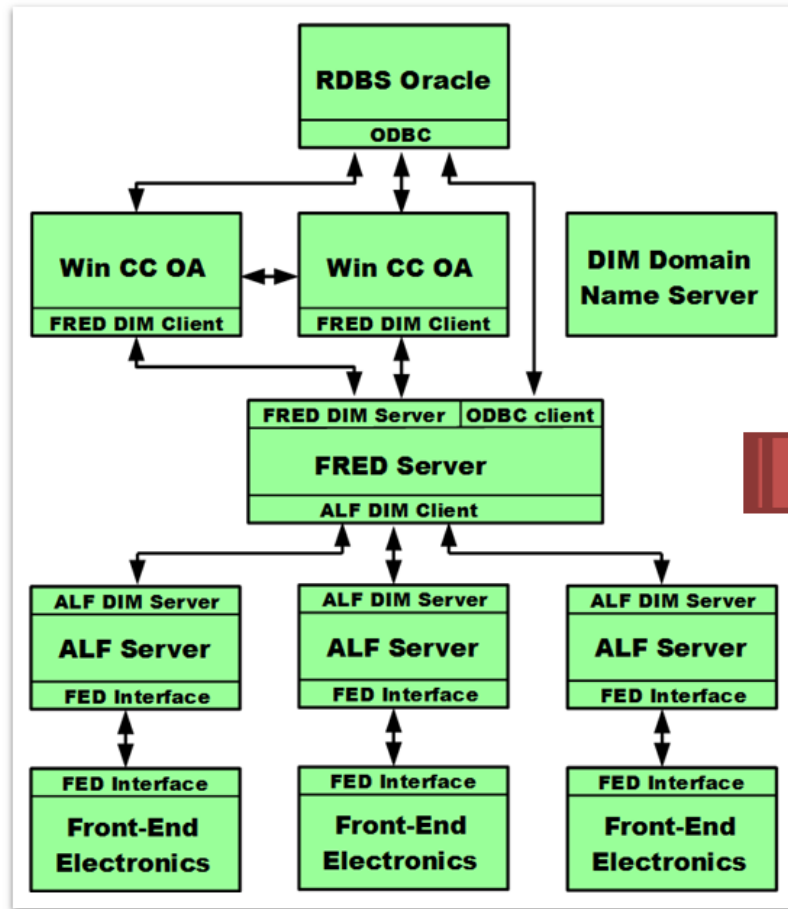 RDBS Oracle
ODBC
Win CC OA
FRED DIM Client
Win CC OA
FRED DIM Client
DIM Domain
Name Server
FRED DIM Server
ODBC client
FRED Server
ALF DIM Client
ALF DIM Server
ALF Server
FED Interface
ALF DIM Server
ALF Server
FED Interface
ALF DIM Server
ALF Server
FED Interface
FED Interface
Front-End
Electronics
FED Interface
Front-End
Electronics
FED Interface
Front-End
Electronics